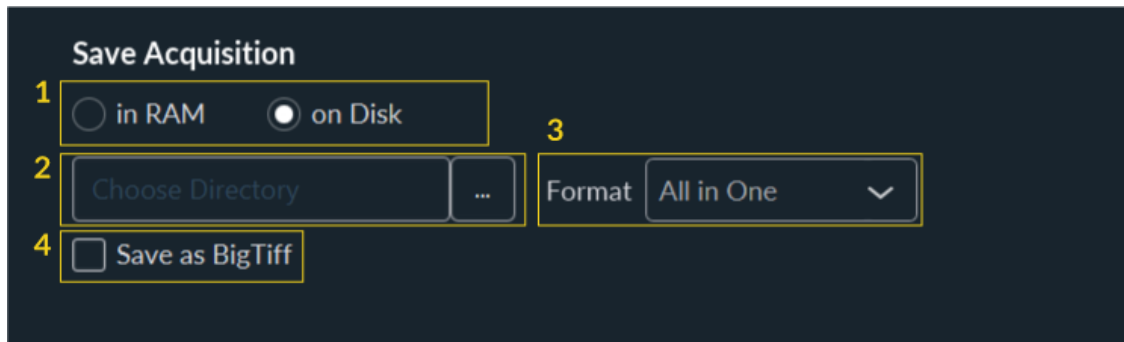 Save Acquisition
1 in RAM on Disk
3
2 Choose Directory ... Format All in One
4 Save as BigTiff